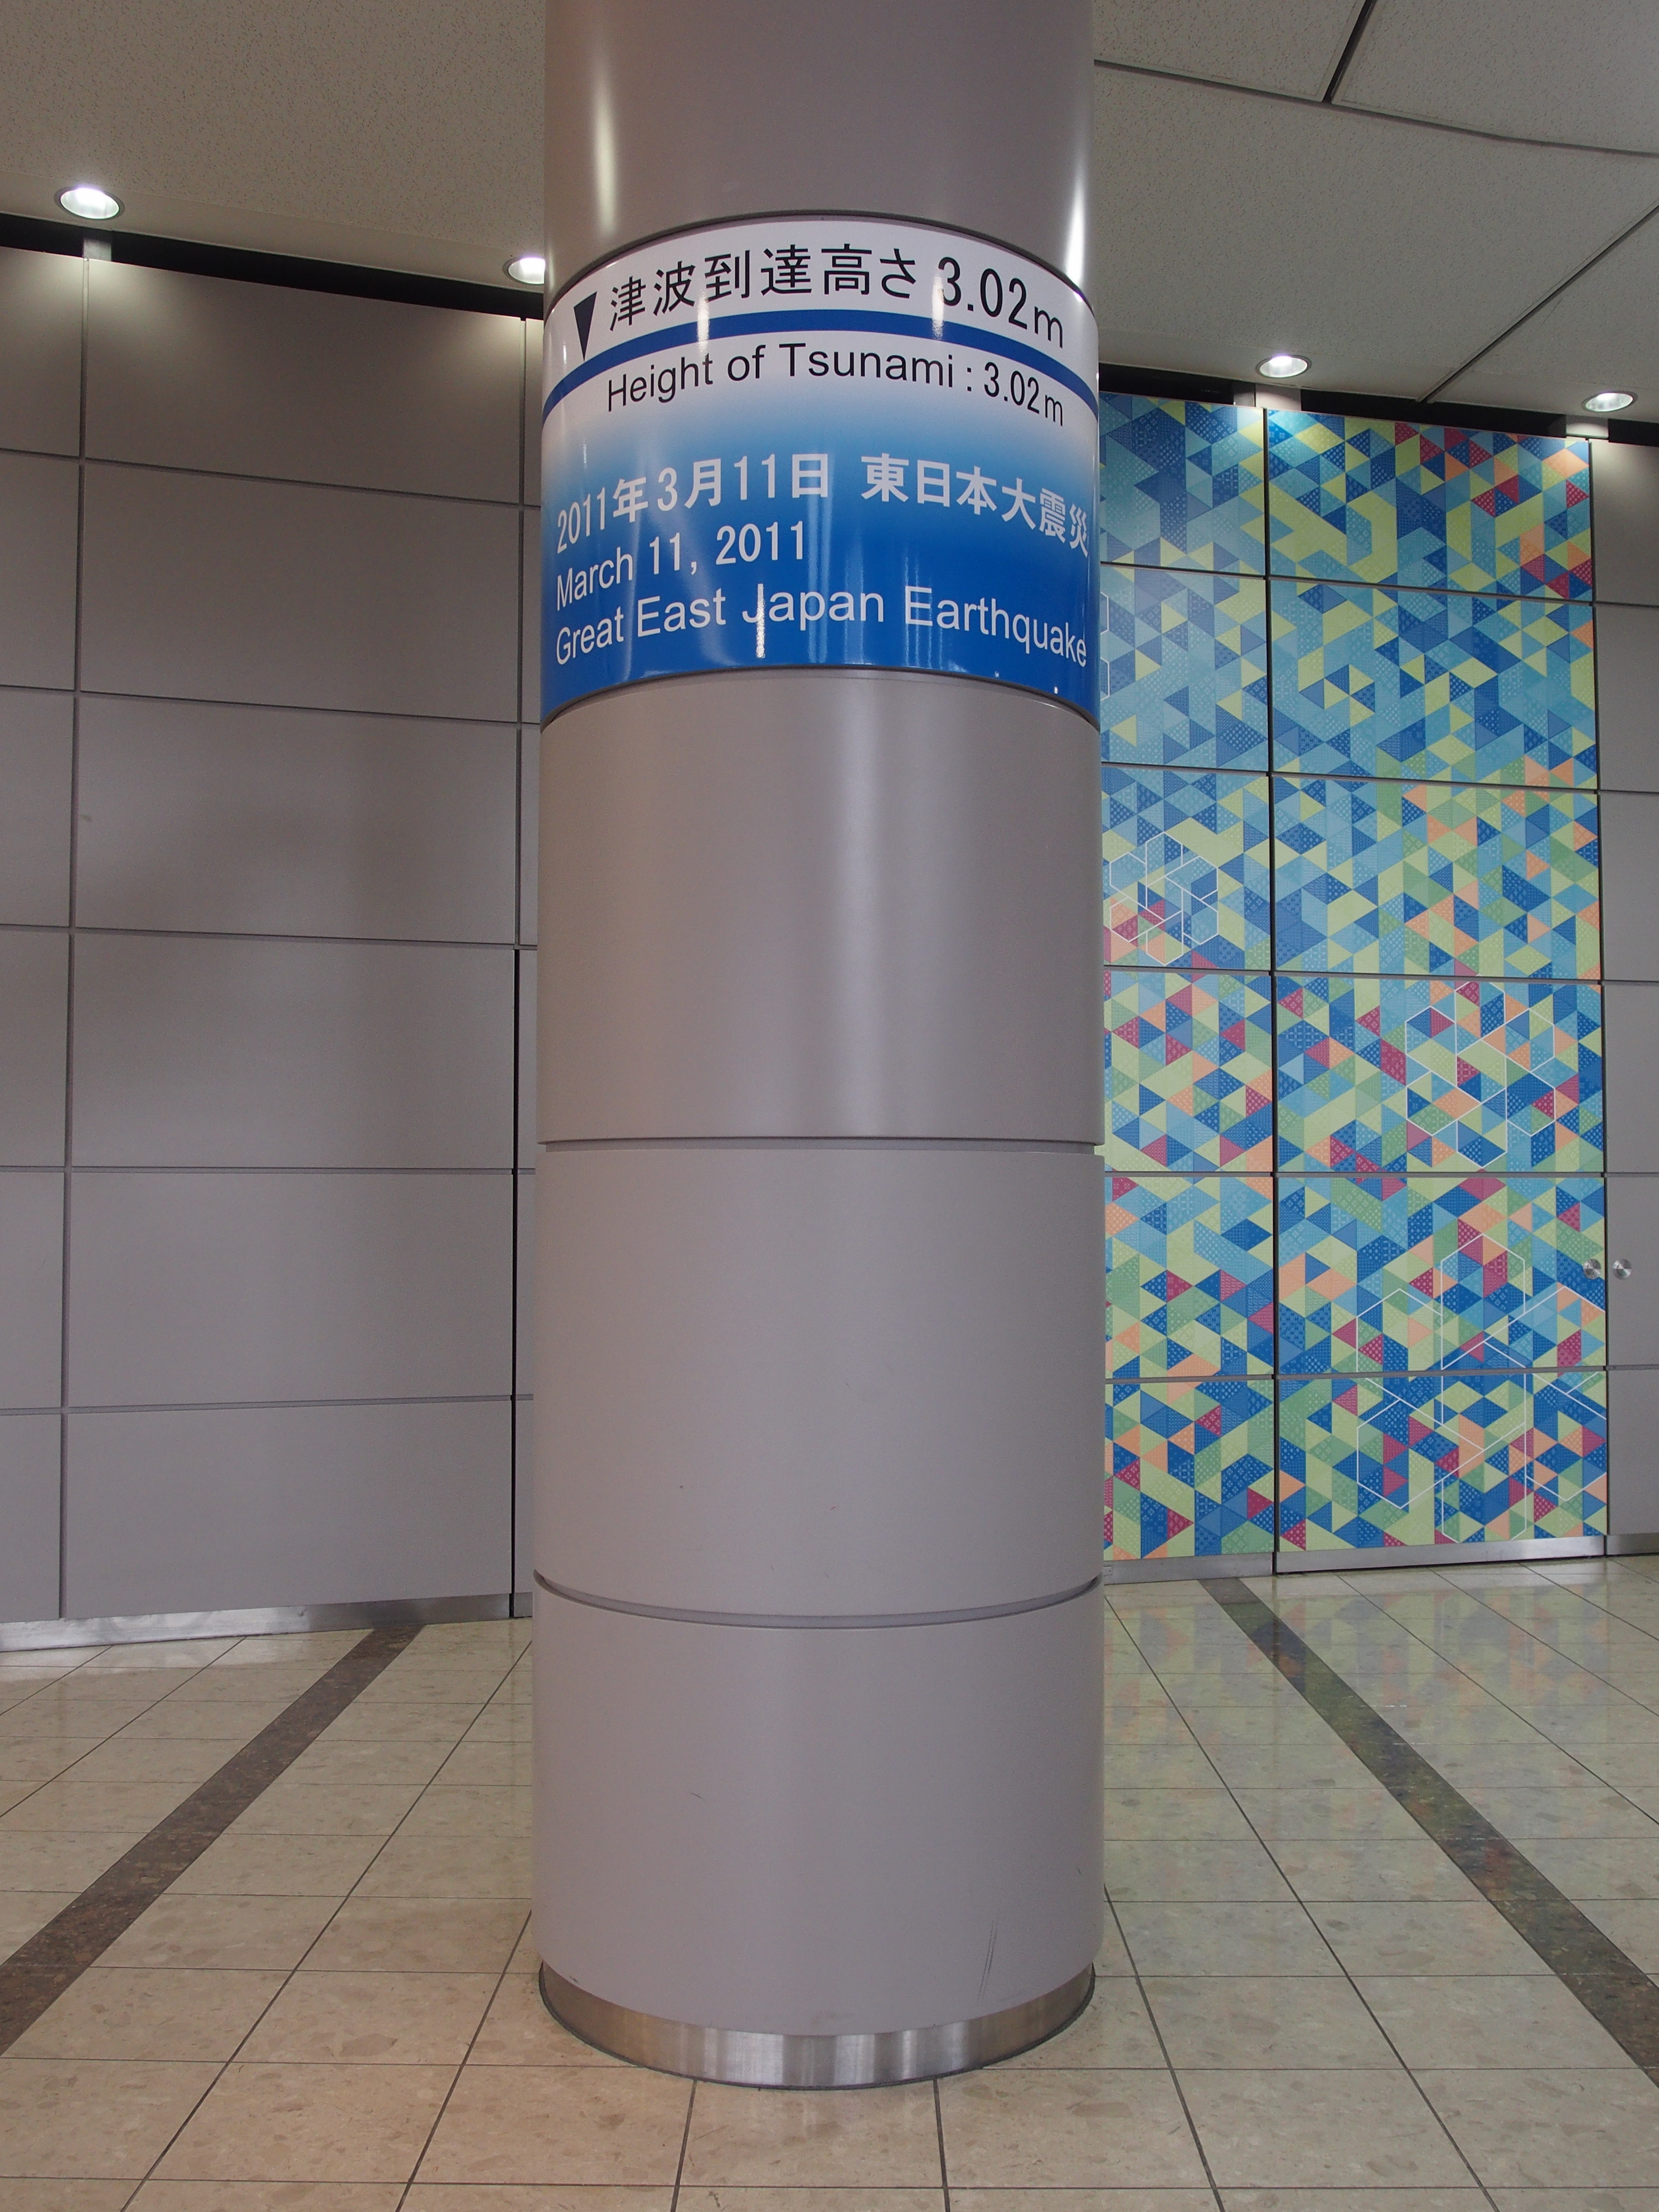 ▼津波到達高さ 3.02m
Height of Tsunami : 3.02m
2011年3月11日 東日本大震災
March 11, 2011
Great East Japan Earthquake